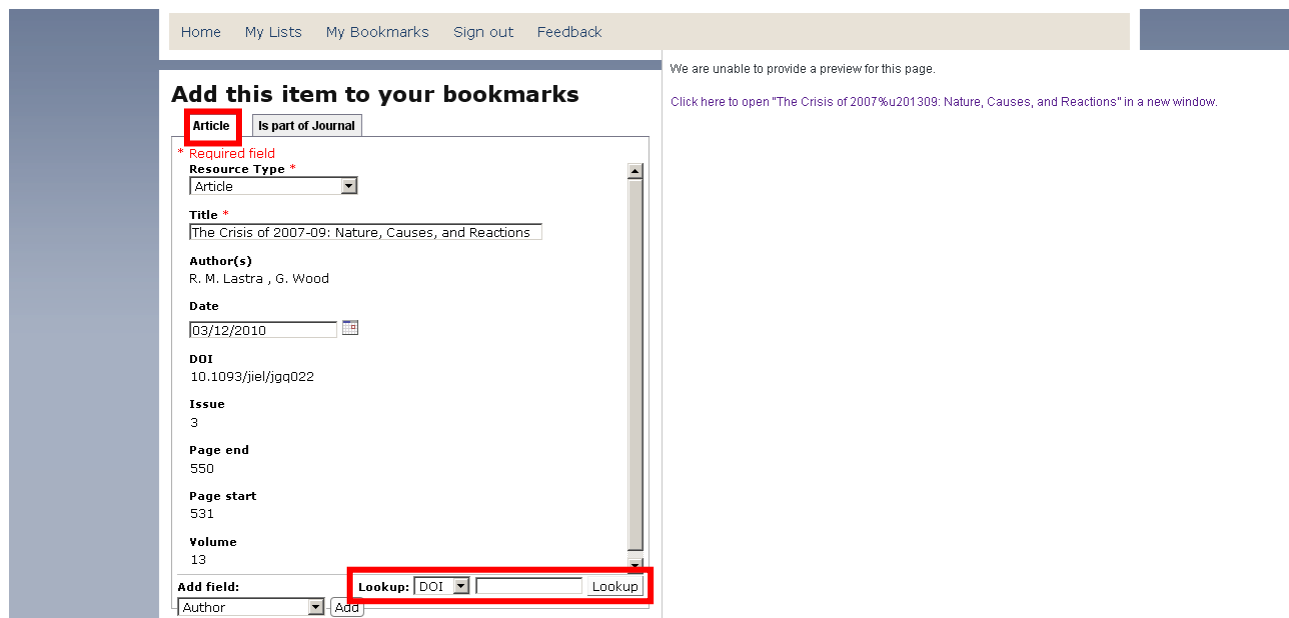 Home My Lists My Bookmarks Sign out Feedback
Add this item to your bookmarks
Article Is part of Journal
* Required field
Resource Type *
Article
Title *
The Crisis of 2007-09: Nature, Causes, and Reactions
Author(s)
R. M. Lastra , G. Wood
Date
03/12/2010
DOI
10.1093/jiel/jgq022
Issue
3
Page end
550
Page start
531
Volume
13
Add field:
Author Add
Lookup: DOI Lookup
We are unable to provide a preview for this page.
Click here to open "The Crisis of 2007%u201309: Nature, Causes, and Reactions" in a new window.